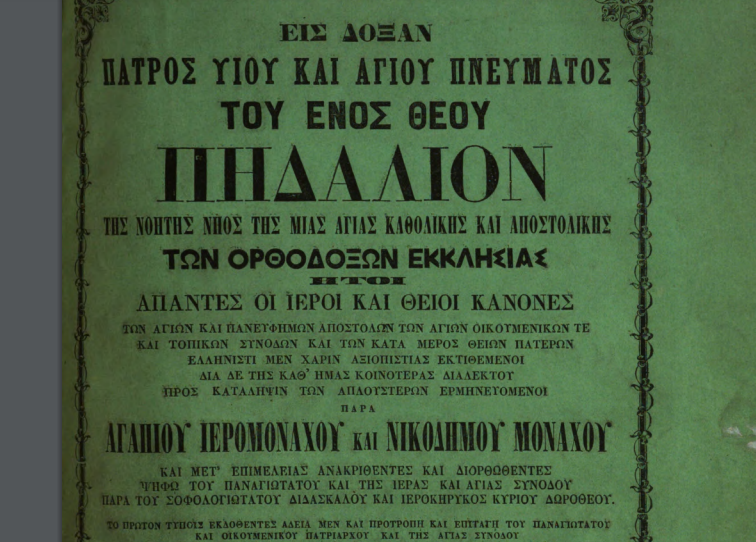 ΕΙΣ ΔΟΞΑΝ
ΠΑΤΡΟΣ ΥΙΟΥ ΚΑΙ ΑΓΙΟΥ ΠΝΕΥΜΑΤΟΣ
ΤΟΥ ΕΝΟΣ ΘΕΟΥ
ΠΗΔΑΛΙΟΝ
ΤΗΣ ΝΟΗΤΗΣ ΝΗΟΣ ΤΗΣ ΜΙΑΣ ΑΓΙΑΣ ΚΑΘΟΛΙΚΗΣ ΚΑΙ ΑΠΟΣΤΟΛΙΚΗΣ
ΤΩΝ ΟΡΘΟΔΟΞΩΝ ΕΚΚΛΗΣΙΑΣ
ΗΤΟΙ
ΑΠΑΝΤΕΣ ΟΙ ΙΕΡΟΙ ΚΑΙ ΘΕΙΟΙ ΚΑΝΟΝΕΣ
ΤΩΝ ΑΓΙΩΝ ΚΑΙ ΠΑΝΕΥΦΗΜΩΝ ΑΠΟΣΤΟΛΩΝ ΤΩΝ ΑΓΙΩΝ ΟΙΚΟΥΜΕΝΙΚΩΝ ΤΕ
ΚΑΙ ΤΟΠΙΚΩΝ ΣΥΝΟΔΩΝ ΚΑΙ ΤΩΝ ΚΑΤΑ ΜΕΡΟΣ ΘΕΙΩΝ ΠΑΤΕΡΩΝ
ΕΛΛΗΝΙΣΤΙ ΜΕΝ ΧΑΡΙΝ ΑΞΙΟΠΙΣΤΙΑΣ ΕΚΤΙΘΕΜΕΝΟΙ
ΔΙΑ ΔΕ ΤΗΣ ΚΑΘ' ΗΜΑΣ ΚΟΙΝΟΤΕΡΑΣ ΔΙΑΛΕΚΤΟΥ
ΠΡΟΣ ΚΑΤΑΛΗΨΙΝ ΤΩΝ ΑΠΛΟΥΣΤΕΡΩΝ ΕΡΜΗΝΕΥΟΜΕΝΟΙ
ΠΑΡΑ
ΑΓΑΠΙΟΥ ΙΕΡΟΜΟΝΑΧΟΥ ΚΑΙ ΝΙΚΟΔΗΜΟΥ ΜΟΝΑΧΟΥ
ΚΑΙ ΜΕΤ' ΕΠΙΜΕΛΕΙΑΣ ΑΝΑΚΡΙΘΕΝΤΕΣ ΚΑΙ ΔΙΟΡΘΩΘΕΝΤΕΣ
ΨΗΦΩ ΤΟΥ ΠΑΝΑΓΙΩΤΑΤΟΥ ΚΑΙ ΤΗΣ ΙΕΡΑΣ ΚΑΙ ΑΓΙΑΣ ΣΥΝΟΔΟΥ
ΠΑΡΑ ΤΟΥ ΣΟΦΟΛΟΓΙΩΤΑΤΟΥ ΔΙΔΑΣΚΑΛΟΥ ΚΑΙ ΙΕΡΟΚΗΡΥΚΟΣ ΚΥΡΙΟΥ ΔΩΡΟΘΕΟΥ.
ΤΟ ΠΡΩΤΟΝ ΤΥΠΟΙΣ ΕΚΔΟΘΕΝΤΕΣ ΑΔΕΙΑ ΜΕΝ ΚΑΙ ΠΡΟΤΡΟΠΗ ΚΑΙ ΕΠΙΤΑΓΗ ΤΟΥ ΠΑΝΑΓΙΩΤΑΤΟΥ
ΚΑΙ ΟΙΚΟΥΜΕΝΙΚΟΥ ΠΑΤΡΙΑΡΧΟΥ ΚΑΙ ΤΗΣ ΑΓΙΑΣ ΣΥΝΟΔΟΥ